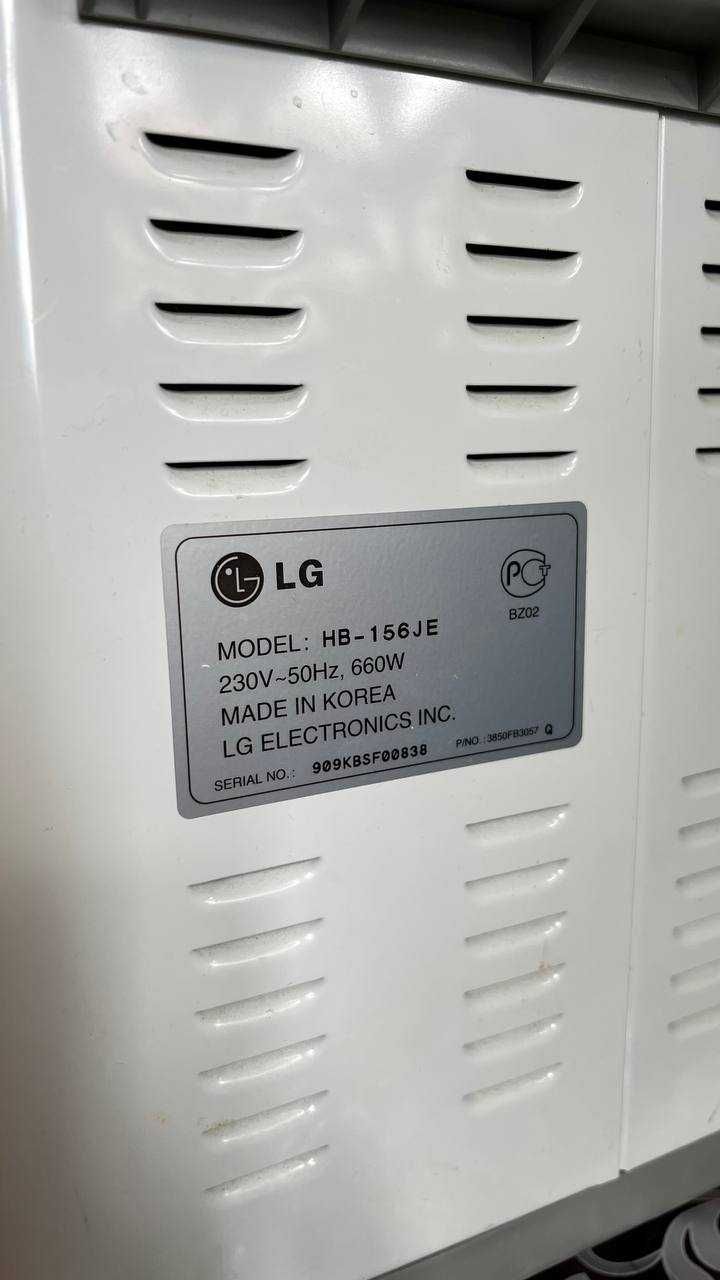 LG
PCT
BZ02
MODEL: HB-156JE
230V~50Hz, 660W
MADE IN KOREA
LG ELECTRONICS INC.
P/NO.:3850FB3057 Q
SERIAL NO.: 909KBSF00838